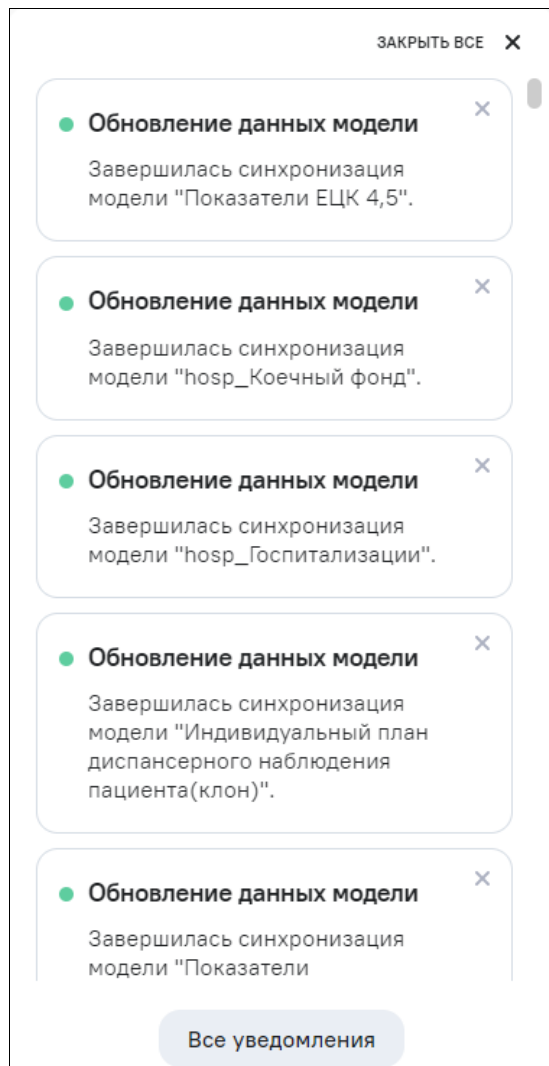 ЗАКРЫТЬ ВСЕ
Обновление данных модели
Завершилась синхронизация
модели "Показатели ЕЦК 4,5".
Обновление данных модели
Завершилась синхронизация
модели "hosp_Коечный фонд".
Обновление данных модели
Завершилась синхронизация
модели "hosp_Госпитализации".
Обновление данных модели
Завершилась синхронизация
модели "Индивидуальный план
диспансерного наблюдения
пациента(клон)".
Обновление данных модели
Завершилась синхронизация
модели "Показатели
Все уведомления